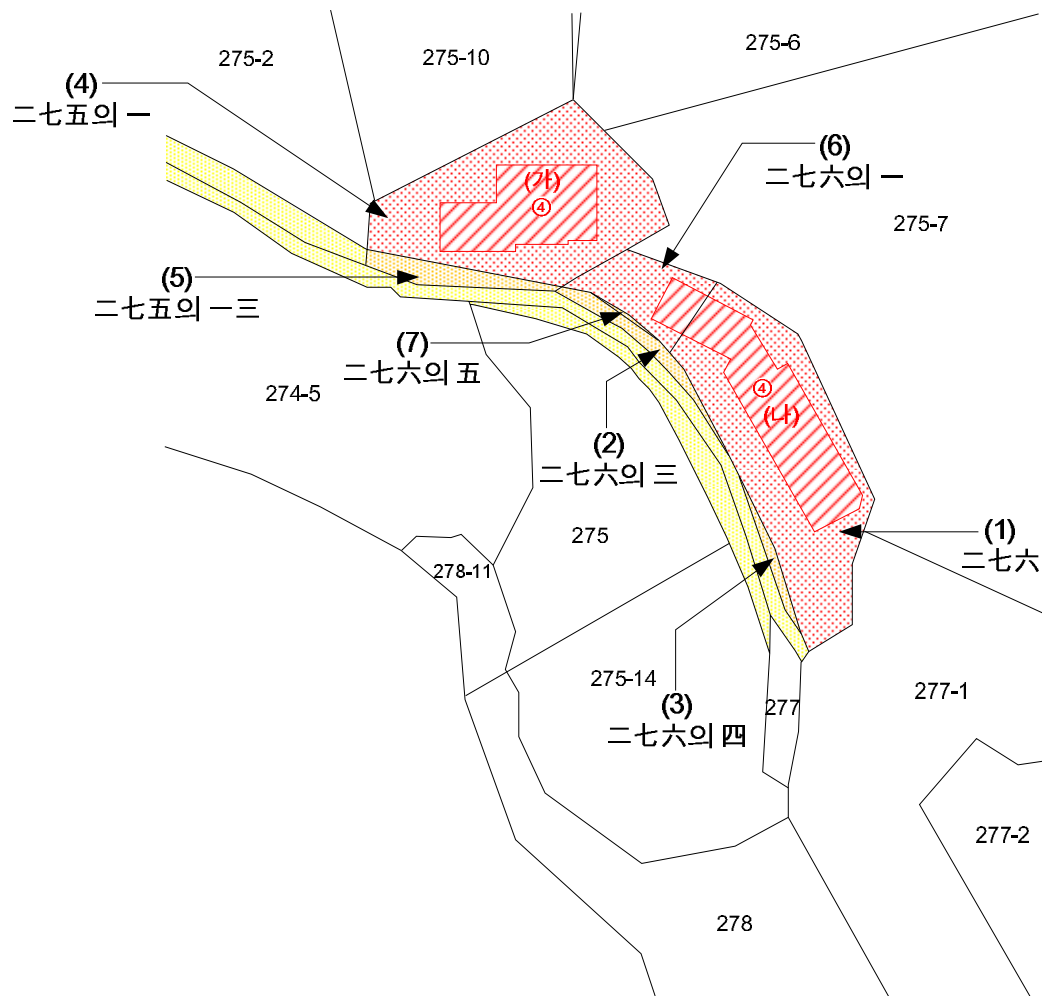 275-2
275-10
275-6
(4)
二七五의 一
(6)
二七六의 一
(가)
④
275-7
(5)
二七五의 一三
(7)
二七六의 五
274-5
④
(나)
(2)
二七六의 三
275
(1)
二七六
278-11
275-14
277-1
(3)
二七六의 四
277
277-2
278